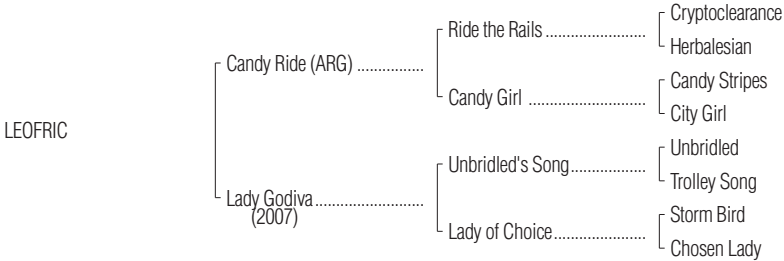 Cryptoclearance
Ride the Rails ........................
Herbalesian
Candy Ride (ARG) ................
Candy Stripes
Candy Girl ............................
City Girl
LEOFRIC
Unbridled
Unbridled's Song..................
Trolley Song
Lady Godiva..........................
(2007)
Storm Bird
Lady of Choice......................
Chosen Lady